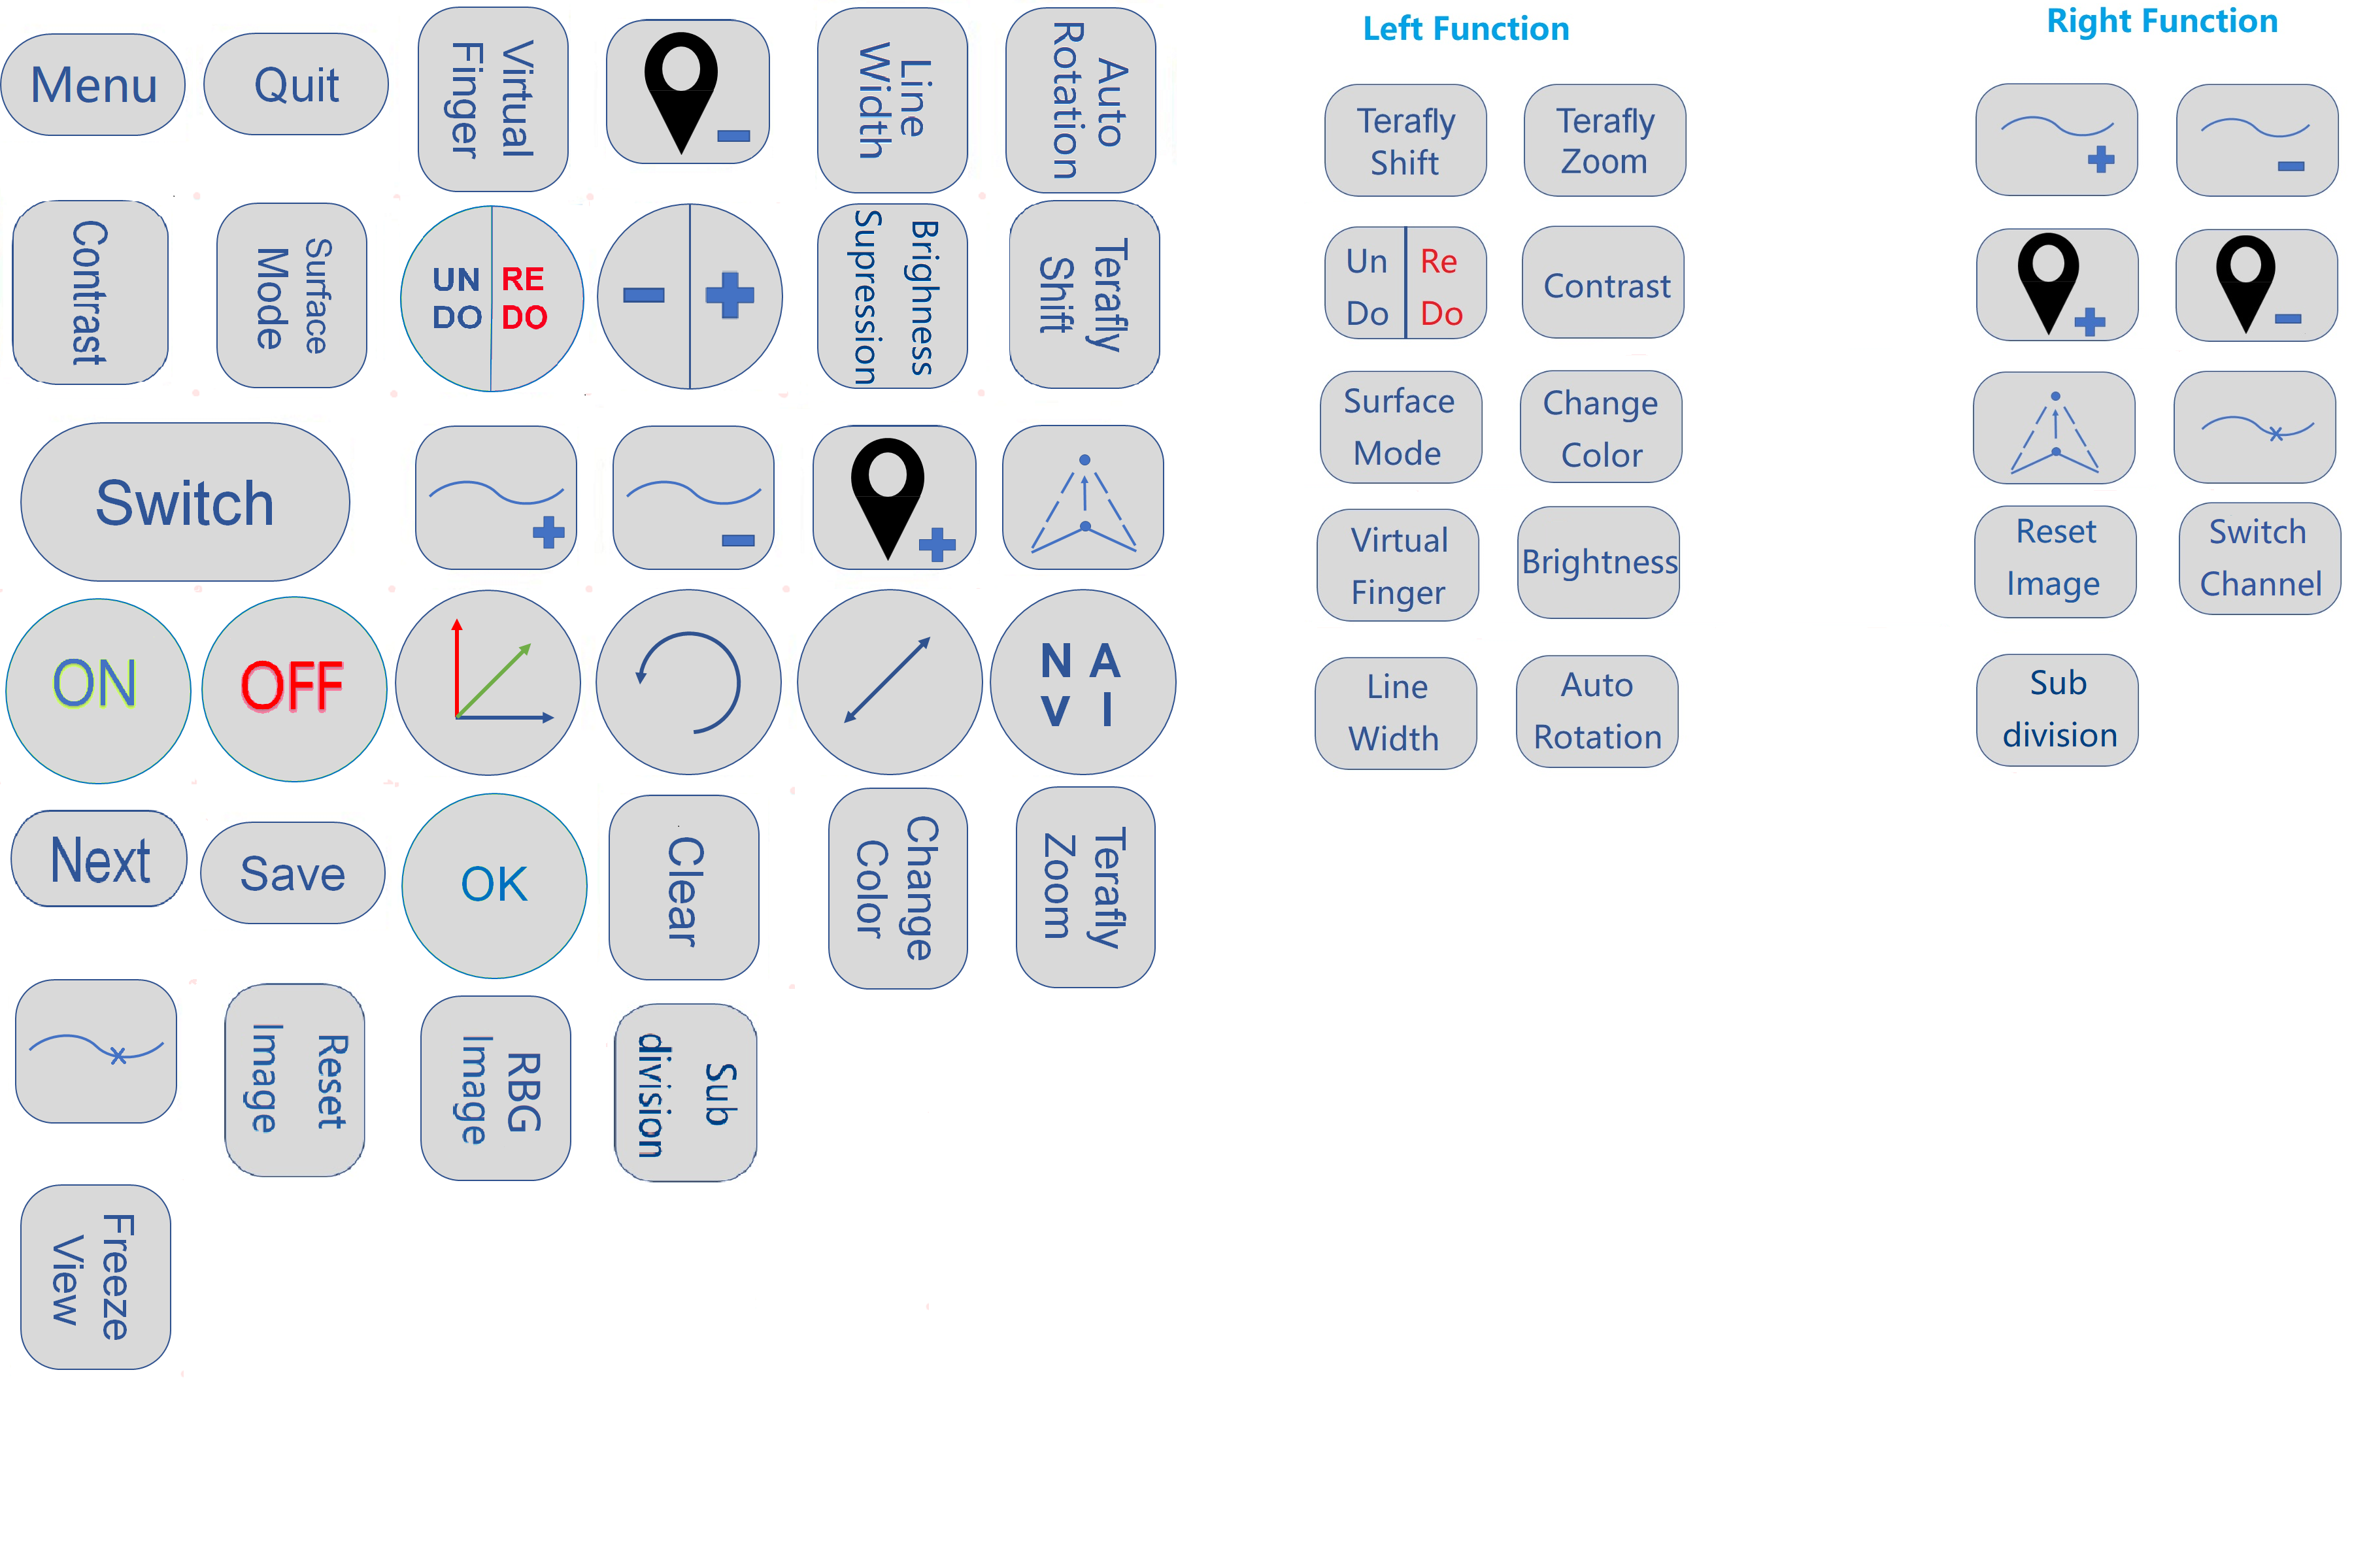 Menu
Quit
Virtual
Finger
Line
Width
Auto
Rotation
Contrast
Surface
Mode
UN
DO
RE
DO
Brighness
Supression
Terafly
Shift
Switch
ON
OFF
N A
V I
Next
Save
OK
Clear
Change
Color
Terafly
Zoom
Reset
Image
RBG
Image
Sub
division
Freeze
View
Left Function
Terafly
Shift
Terafly
Zoom
Un
Do
Re
Do
Contrast
Surface
Mode
Change
Color
Virtual
Finger
Brightness
Line
Width
Auto
Rotation
Right Function
Reset
Image
Switch
Channel
Sub
division